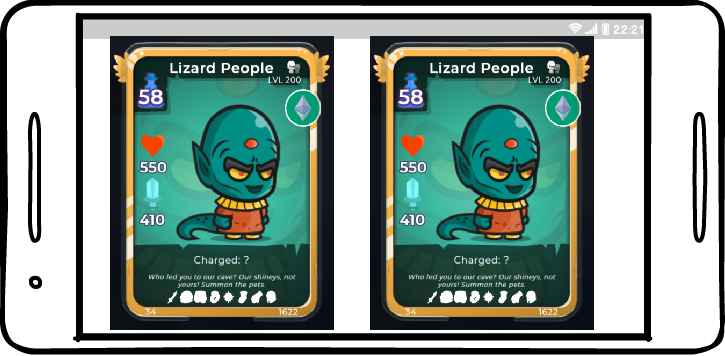 22:21
Lizard People
LVL 200
58
550
410
Charged: ?
Who led you to our cave? Our shineys, not
yours! Summon the pets.
34 1622
Lizard People
LVL 200
58
550
410
Charged: ?
Who led you to our cave? Our shineys, not
yours! Summon the pets.
34 1622